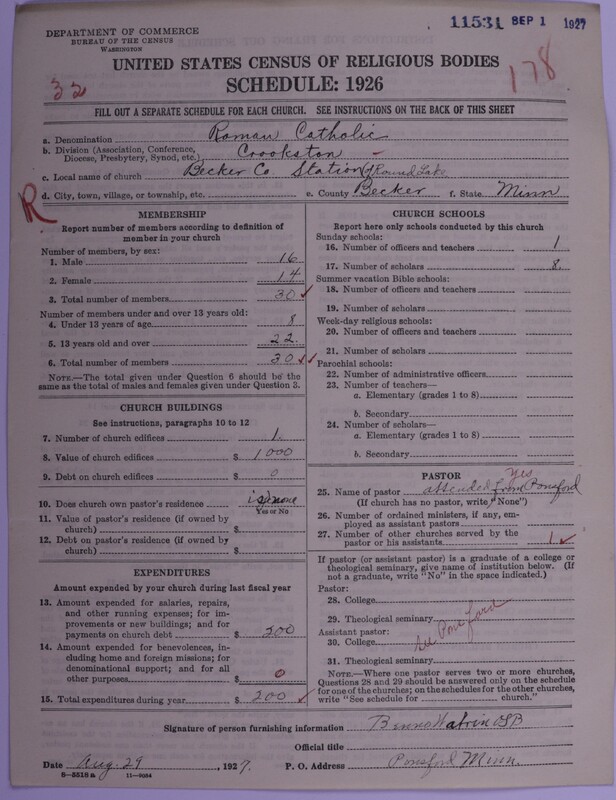 DEPARTMENT OF COMMERCE
BUREAU OF THE CENSUS
WASHINGTON
11531 SEP 1 1927
UNITED STATES CENSUS OF RELIGIOUS BODIES
SCHEDULE: 1926
32
178
FILL OUT A SEPARATE SCHEDULE FOR EACH CHURCH. SEE INSTRUCTIONS ON THE BACK OF THIS SHEET
a. Denomination Roman Catholic
b. Division (Association, Conference, Diocese, Presbytery, Synod, etc.) Crookston
c. Local name of church Becker Co Station of Round Lake
d. City, town, village, or township, etc. e. County Becker f. State Minn
R
MEMBERSHIP
Report number of members according to definition of
member in your church
Number of members, by sex:
1. Male 16
2. Female 14
3. Total number of members 30
Number of members under and over 13 years old:
4. Under 13 years of age 8
5. 13 years old and over 22
6. Total number of members 30
NOTE.—The total given under Question 6 should be the
same as the total of males and females given under Question 3.
CHURCH BUILDINGS
See instructions, paragraphs 10 to 12
7. Number of church edifices 1
8. Value of church edifices $ 1000
9. Debt on church edifices $ 0
10. Does church own pastor's residence none
Yes or No
11. Value of pastor's residence (if owned by
church) $
12. Debt on pastor's residence (if owned by
church) $
EXPENDITURES
Amount expended by your church during last fiscal year
13. Amount expended for salaries, repairs,
and other running expenses; for im-
provements or new buildings; and for
payments on church debt $ 200
14. Amount expended for benevolences, in-
cluding home and foreign missions; for
denominational support; and for all
other purposes $ 0
15. Total expenditures during year $ 200
CHURCH SCHOOLS
Report here only schools conducted by this church
Sunday schools:
16. Number of officers and teachers 1
17. Number of scholars 8
Summer vacation Bible schools:
18. Number of officers and teachers
19. Number of scholars
Week-day religious schools:
20. Number of officers and teachers
21. Number of scholars
Parochial schools:
22. Number of administrative officers
23. Number of teachers—
a. Elementary (grades 1 to 8)
b. Secondary
24. Number of scholars—
a. Elementary (grades 1 to 8)
b. Secondary
PASTOR
Yes
25. Name of pastor attended from Ponsford
(If church has no pastor, write "None")
26. Number of ordained ministers, if any, em-
ployed as assistant pastors
27. Number of other churches served by the
pastor or his assistants 1
If pastor (or assistant pastor) is a graduate of a college or
theological seminary, give name of institution below. (If
not a graduate, write "No" in the space indicated.)
Pastor:
28. College
29. Theological seminary
See Ponsford
Assistant pastor:
30. College
31. Theological seminary
NOTE.—Where one pastor serves two or more churches,
Questions 28 and 29 should be answered only on the schedule
for one of the churches; on the schedules for the other churches,
write "See schedule for church."
Signature of person furnishing information Benno Watrin OSB
Official title
Date Aug. 29, 1927. P. O. Address Ponsford Minn.
6-5518 a 11-9084